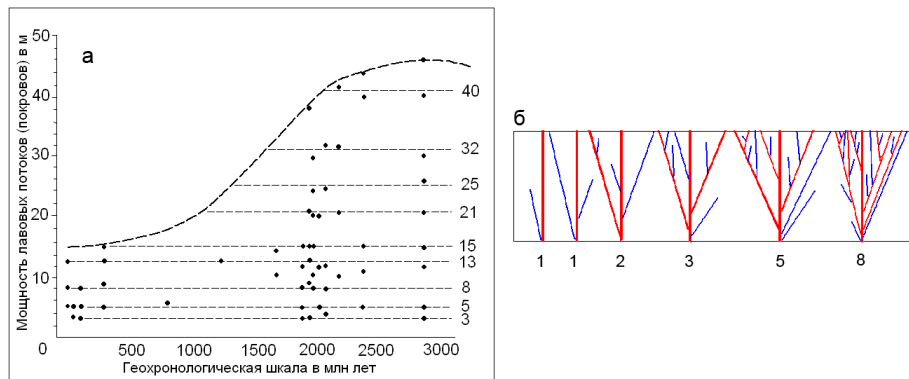 Мощность лавовых потоков (покровов) в м
а
50
40
30
20
10
0
40
32
25
21
15
13
8
5
3
500 1000 1500 2000 2500 3000
Геохронологическая шкала в млн лет
б
1 1 2 3 5 8